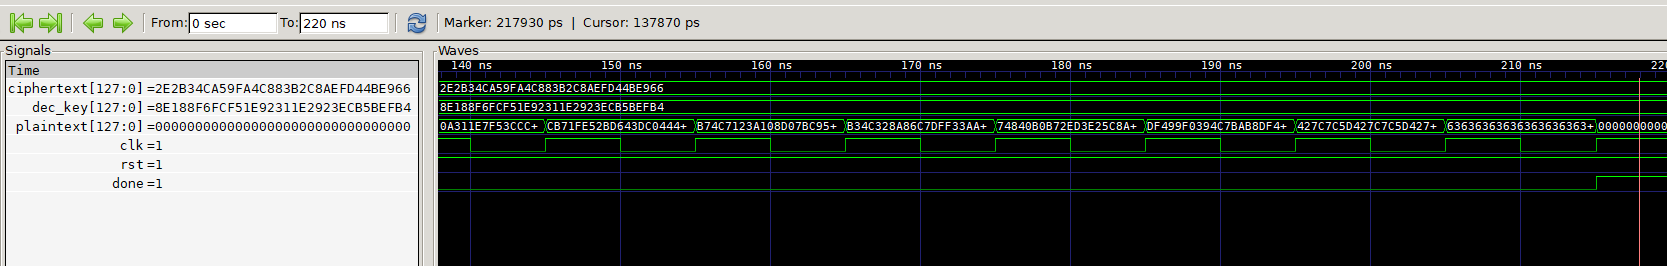 From: 0 sec To: 220 ns Marker: 217930 ps | Cursor: 137870 ps
Signals Waves
Time 140 ns 150 ns 160 ns 170 ns 180 ns 190 ns 200 ns 210 ns 220
ciphertext[127:0] =2E2B34CA59FA4C883B2C8AEFD44BE966 2E2B34CA59FA4C883B2C8AEFD44BE966
dec_key[127:0] =8E188F6FCF51E92311E2923ECB5BEFB4 8E188F6FCF51E92311E2923ECB5BEFB4
plaintext[127:0] =00000000000000000000000000000000 0A311E7F53CCC+ CB71FE52BD643DC0444+ B74C7123A108D07BC95+ B34C328A86C7DFF33AA+ 74840B0B72ED3E25C8A+ DF499F0394C7BAB8DF4+ 427C7C5D427C7C5D427+ 6363636363636363636+ 0000000000
clk =1
rst =1
done =1